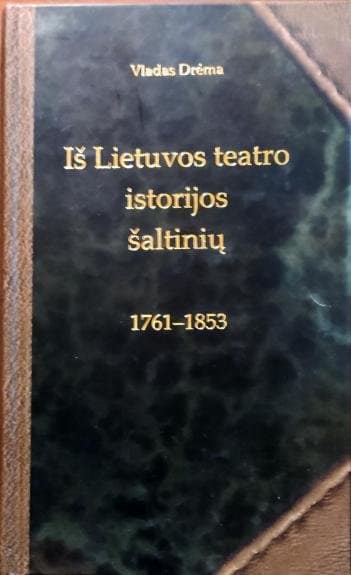 Vladas Drėma
Iš Lietuvos teatro
istorijos
šaltinių
1761–1853